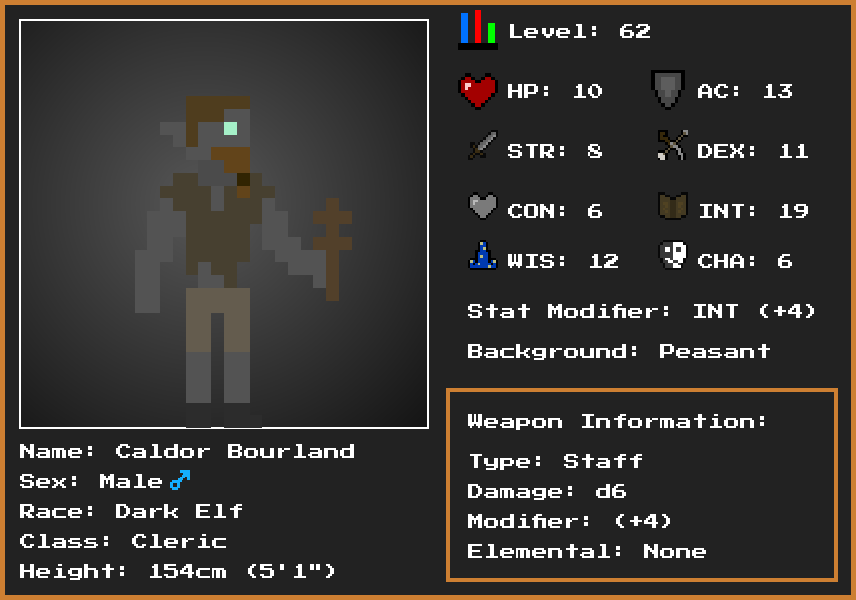 Level: 62
HP: 10 AC: 13
STR: 8 DEX: 11
CON: 6 INT: 19
WIS: 12 CHA: 6
Stat Modifier: INT (+4)
Background: Peasant
Weapon Information:
Type: Staff
Damage: d6
Modifier: (+4)
Elemental: None
Name: Caldor Bourland
Sex: Male ♂
Race: Dark Elf
Class: Cleric
Height: 154cm (5'1")